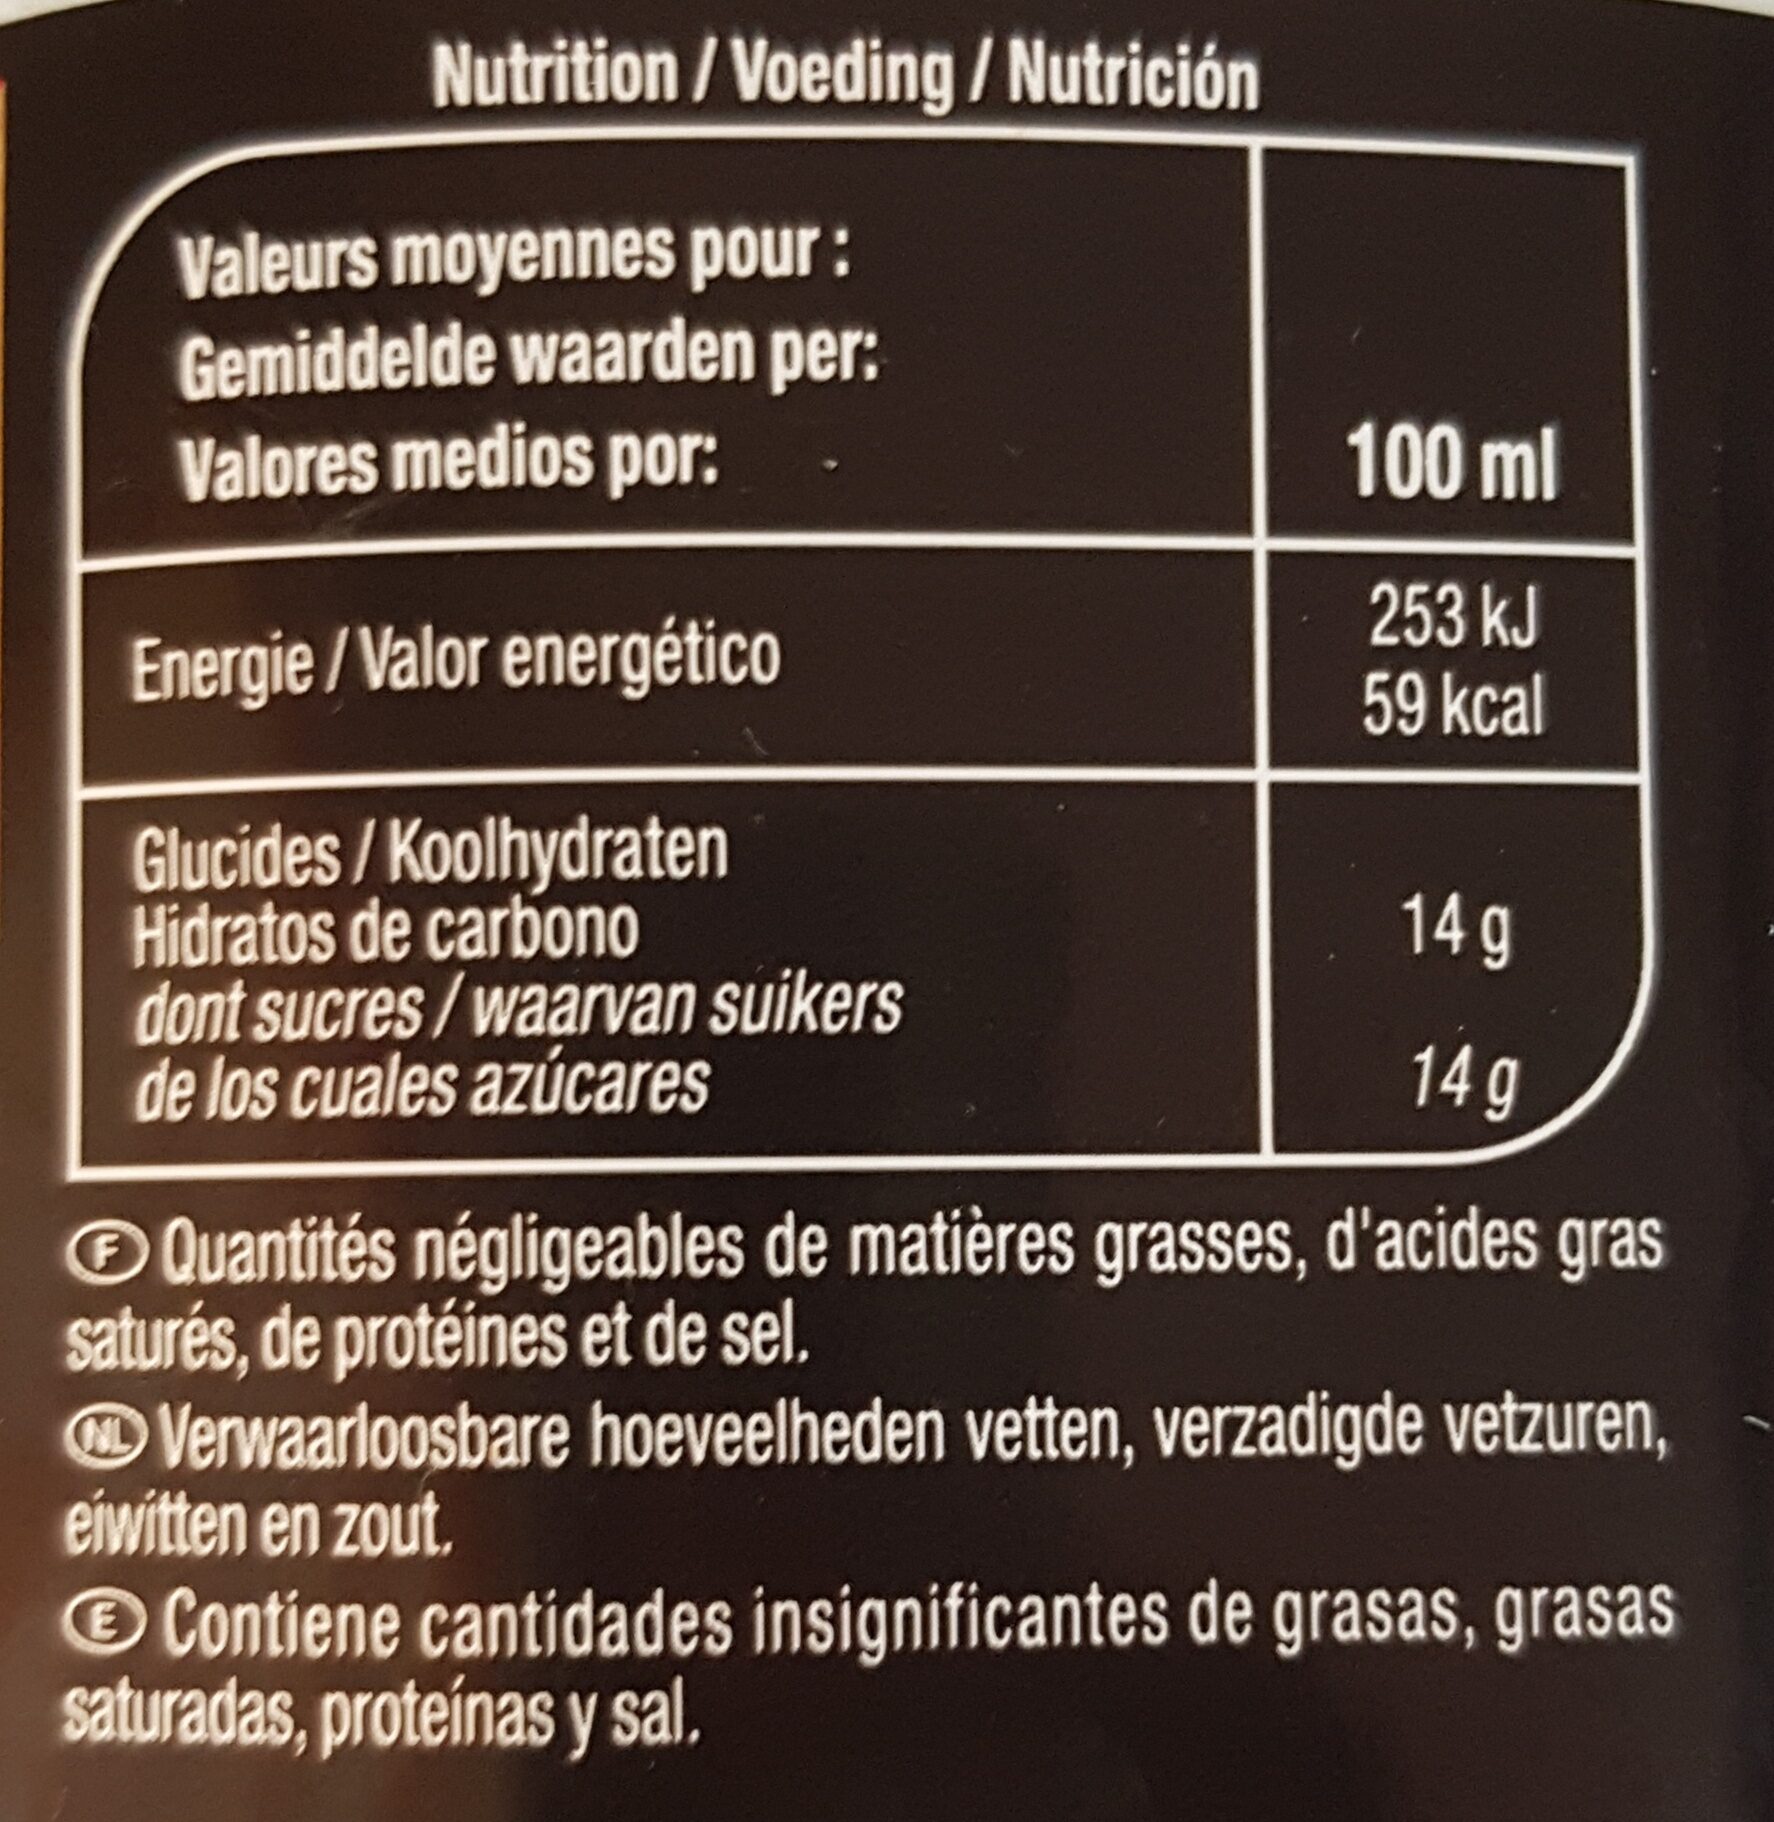 Nutrition / Voeding / Nutrición
Valeurs moyennes pour :
Gemiddelde waarden per:
Valores medios por:
100 ml
Energie / Valor energético
253 kJ
59 kcal
Glucides / Koolhydraten
Hidratos de carbono
14 g
dont sucres / waarvan suikers
de los cuales azúcares
14 g
F Quantités négligeables de matières grasses, d'acides gras
saturés, de protéines et de sel.
NL Verwaarloosbare hoeveelheden vetten, verzadigde vetzuren,
eiwitten en zout.
E Contiene cantidades insignificantes de grasas, grasas
saturadas, proteínas y sal.